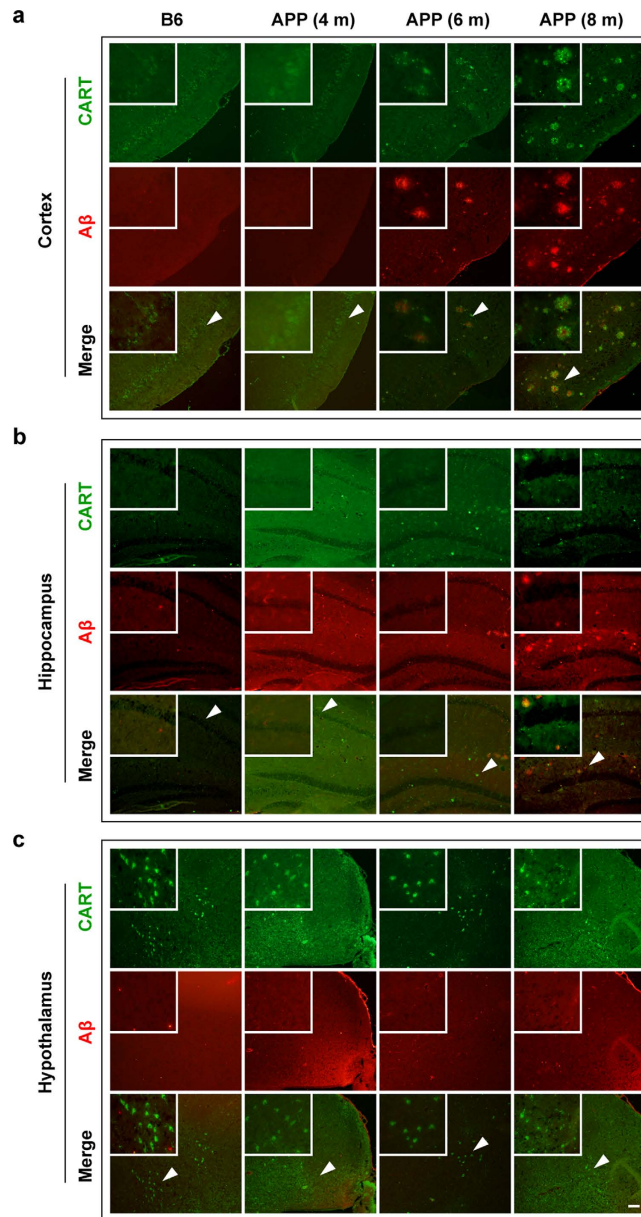 a
B6 APP (4 m) APP (6 m) APP (8 m)
Cortex
CART
Aβ
Merge
b
Hippocampus
CART
Aβ
Merge
c
Hypothalamus
CART
Aβ
Merge